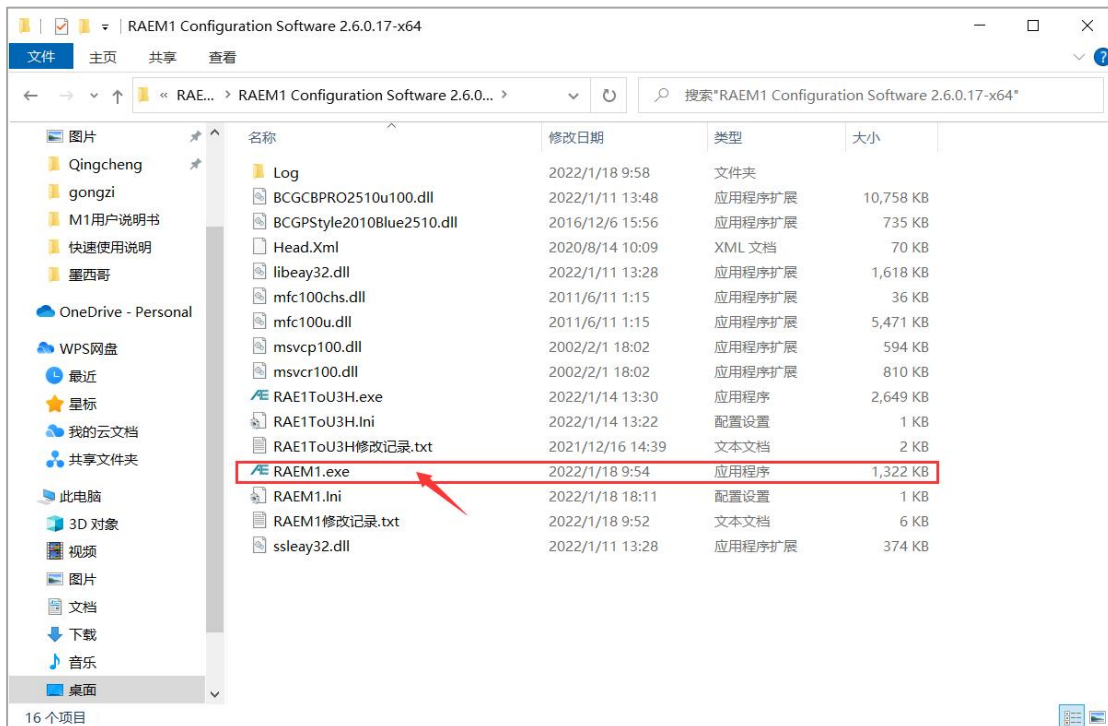 RAEM1 Configuration Software 2.6.0.17-x64
文件 主页 共享 查看
« RAE... › RAEM1 Configuration Software 2.6.0... › 搜索"RAEM1 Configuration Software 2.6.0.17-x64"
图片
Qingcheng
gongzi
M1用户说明书
快速使用说明
墨西哥
OneDrive - Personal
WPS网盘
最近
星标
我的云文档
共享文件夹
此电脑
3D 对象
视频
图片
文档
下载
音乐
桌面
名称 修改日期 类型 大小
Log 2022/1/18 9:58 文件夹
BCGCBPRO2510u100.dll 2022/1/11 13:48 应用程序扩展 10,758 KB
BCGPStyle2010Blue2510.dll 2016/12/6 15:56 应用程序扩展 735 KB
Head.Xml 2020/8/14 10:09 XML 文档 70 KB
libeay32.dll 2022/1/11 13:28 应用程序扩展 1,618 KB
mfc100chs.dll 2011/6/11 1:15 应用程序扩展 36 KB
mfc100u.dll 2011/6/11 1:15 应用程序扩展 5,471 KB
msvcp100.dll 2002/2/1 18:02 应用程序扩展 594 KB
msvcr100.dll 2002/2/1 18:02 应用程序扩展 810 KB
RAE1ToU3H.exe 2022/1/14 13:30 应用程序 2,649 KB
RAE1ToU3H.Ini 2022/1/14 13:22 配置设置 1 KB
RAE1ToU3H修改记录.txt 2021/12/16 14:39 文本文档 2 KB
RAEM1.exe 2022/1/18 9:54 应用程序 1,322 KB
RAEM1.Ini 2022/1/18 18:11 配置设置 1 KB
RAEM1修改记录.txt 2022/1/18 9:52 文本文档 6 KB
ssleay32.dll 2022/1/11 13:28 应用程序扩展 374 KB
16 个项目